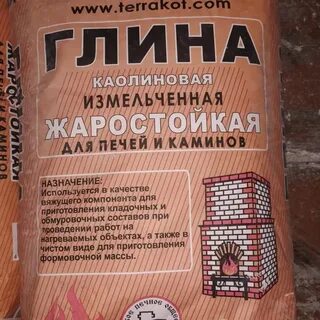 www.terrakot.com
ГЛИНА
КАОЛИНОВАЯ
ИЗМЕЛЬЧЕННАЯ
ЖАРОСТОЙКАЯ
ДЛЯ ПЕЧЕЙ И КАМИНОВ
НАЗНАЧЕНИЕ:
Используется в качестве
вяжущего компонента для
приготовления кладочных и
обмуровочных составов при
проведении работ на
нагреваемых объектах, а также в
чистом виде для приготовления
формовочной массы.
печное